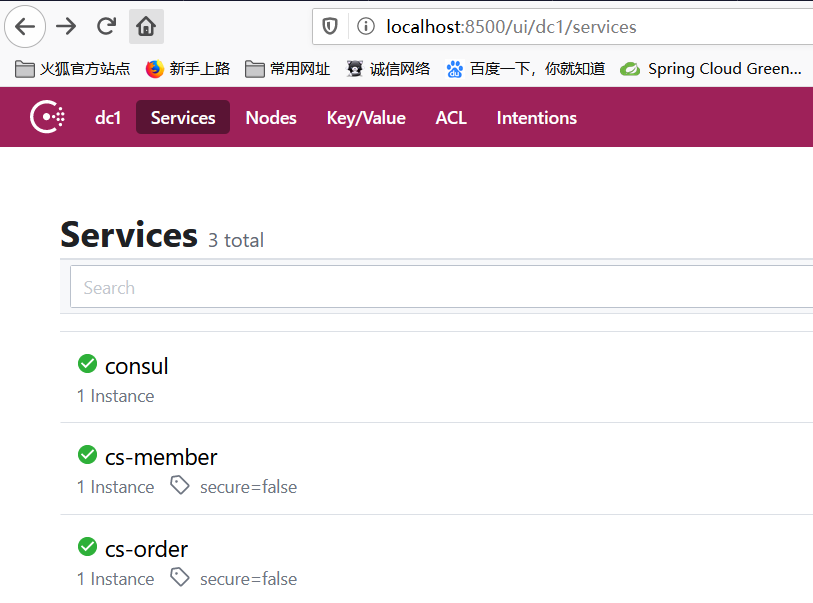 localhost:8500/ui/dc1/services
火狐官方站点 新手上路 常用网址 诚信网络 百度一下，你就知道 Spring Cloud Green...
dc1 Services Nodes Key/Value ACL Intentions
Services 3 total
Search
consul
1 Instance
cs-member
1 Instance secure=false
cs-order
1 Instance secure=false